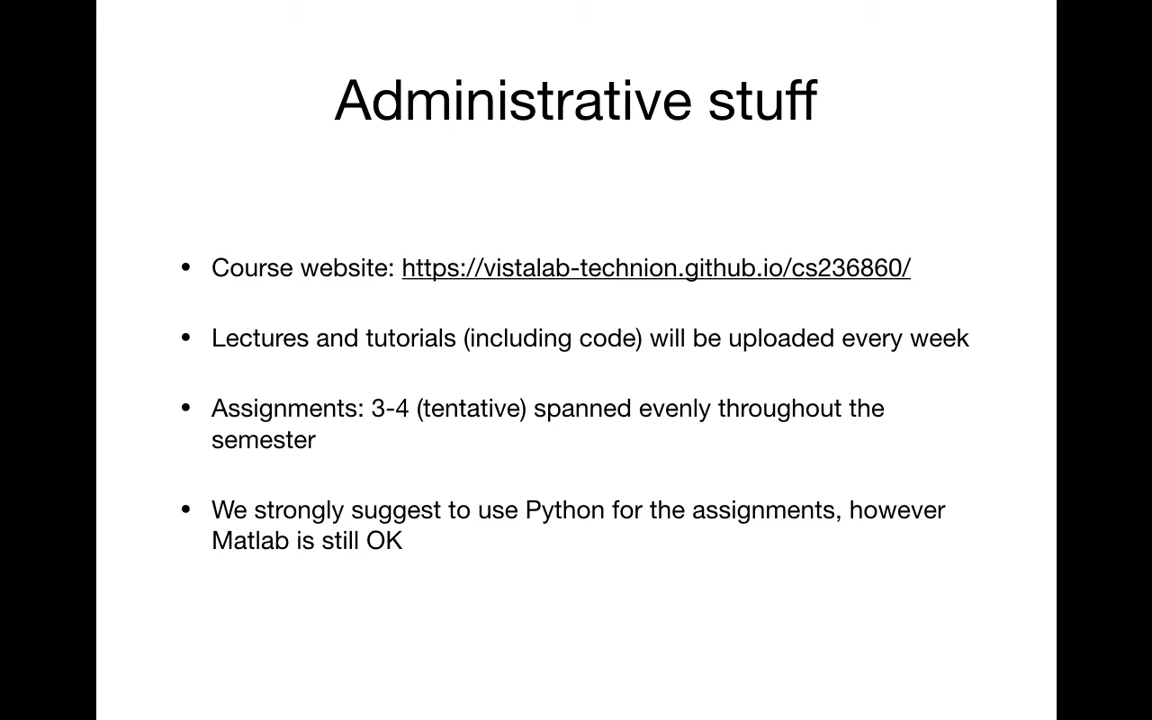 Administrative stuff
• Course website: https://vistalab-technion.github.io/cs236860/
• Lectures and tutorials (including code) will be uploaded every week
• Assignments: 3-4 (tentative) spanned evenly throughout the
semester
• We strongly suggest to use Python for the assignments, however
Matlab is still OK